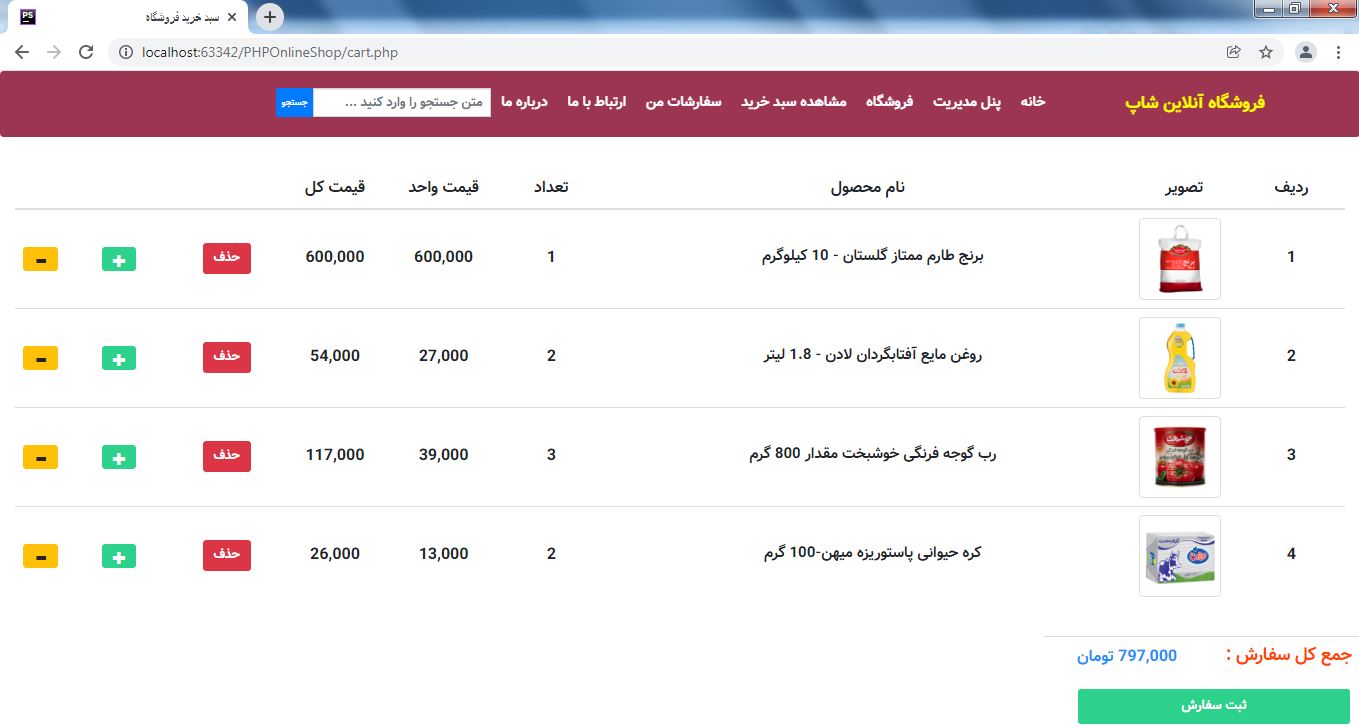 سبد خرید فروشگاه
localhost:63342/PHPOnlineShop/cart.php
فروشگاه آنلاین شاپ خانه پنل مدیریت فروشگاه مشاهده سبد خرید سفارشات من ارتباط با ما درباره ما متن جستجو را وارد کنید ... جستجو
ردیف تصویر نام محصول تعداد قیمت واحد قیمت کل
1 برنج طارم ممتاز گلستان - 10 کیلوگرم 1 600,000 600,000 حذف + -
2 روغن مایع آفتابگردان لادن - 1.8 لیتر 2 27,000 54,000 حذف + -
3 رب گوجه فرنگی خوشبخت مقدار 800 گرم 3 39,000 117,000 حذف + -
4 کره حیوانی پاستوریزه میهن-100 گرم 2 13,000 26,000 حذف + -
جمع کل سفارش : 797,000 تومان
ثبت سفارش